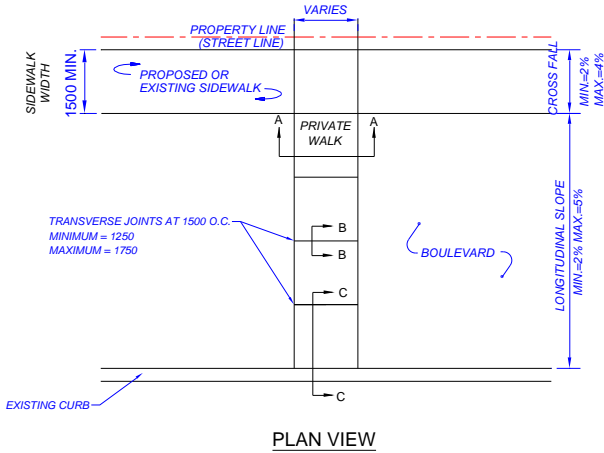 VARIES
PROPERTY LINE
(STREET LINE)
SIDEWALK
WIDTH
1500 MIN.
PROPOSED OR
EXISTING SIDEWALK
CROSS FALL
MIN.=2%
MAX.=4%
A
PRIVATE
WALK
A
TRANSVERSE JOINTS AT 1500 O.C.
MINIMUM = 1250
MAXIMUM = 1750
B
B
BOULEVARD
LONGITUDINAL SLOPE
MIN.=2% MAX.=5%
C
EXISTING CURB
C
PLAN VIEW